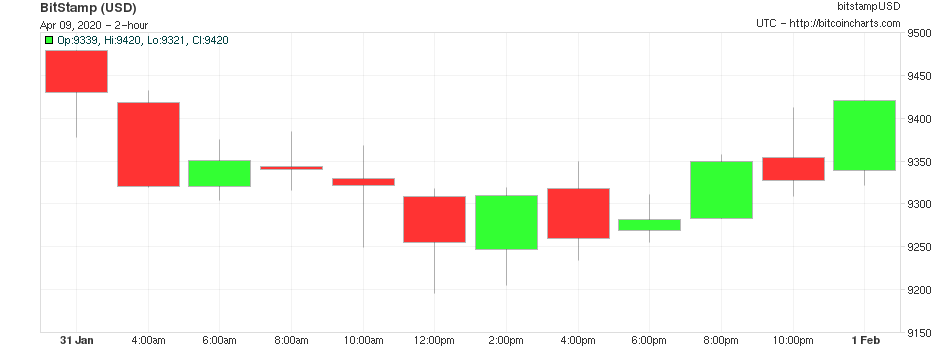 BitStamp (USD)
bitstampUSD
Apr 09, 2020 - 2-hour
UTC - http://bitcoincharts.com
Op:9339, Hi:9420, Lo:9321, Cl:9420
9500
9450
9400
9350
9300
9250
9200
9150
31 Jan 4:00am 6:00am 8:00am 10:00am 12:00pm 2:00pm 4:00pm 6:00pm 8:00pm 10:00pm 1 Feb